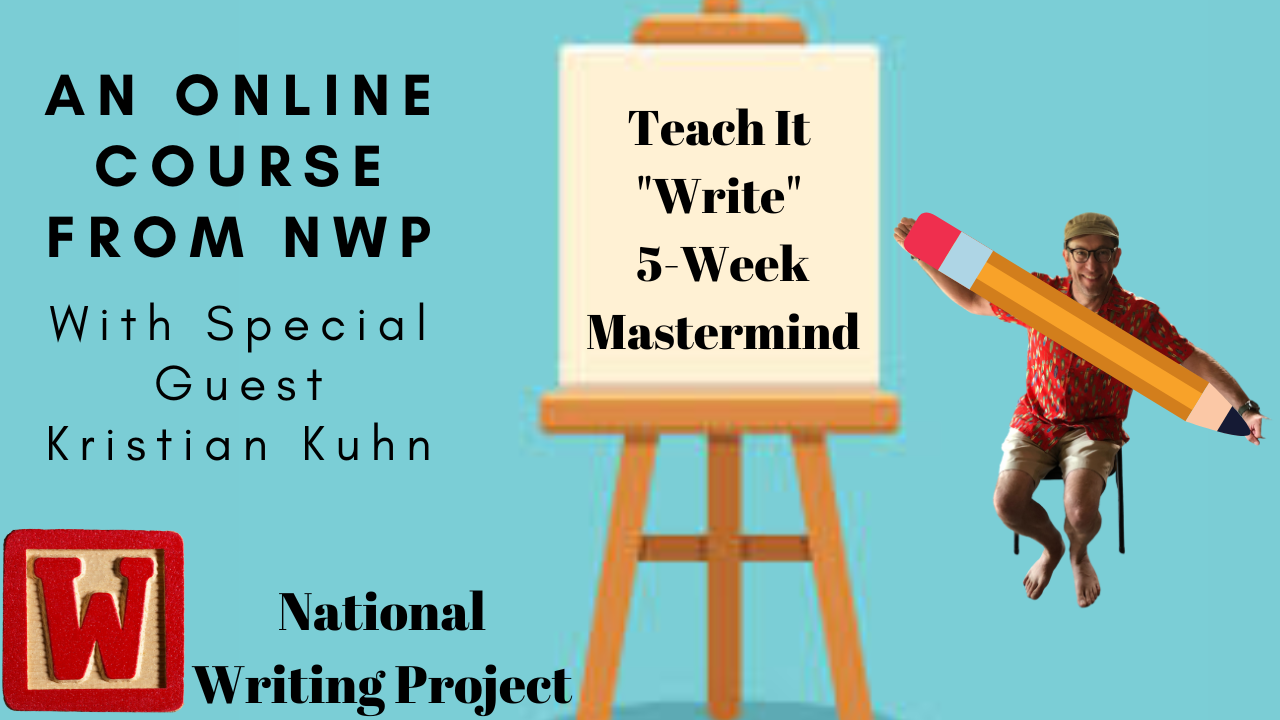 AN ONLINE
COURSE
FROM NWP
With Special
Guest
Kristian Kuhn
Teach It
"Write"
5-Week
Mastermind
W
National
Writing Project